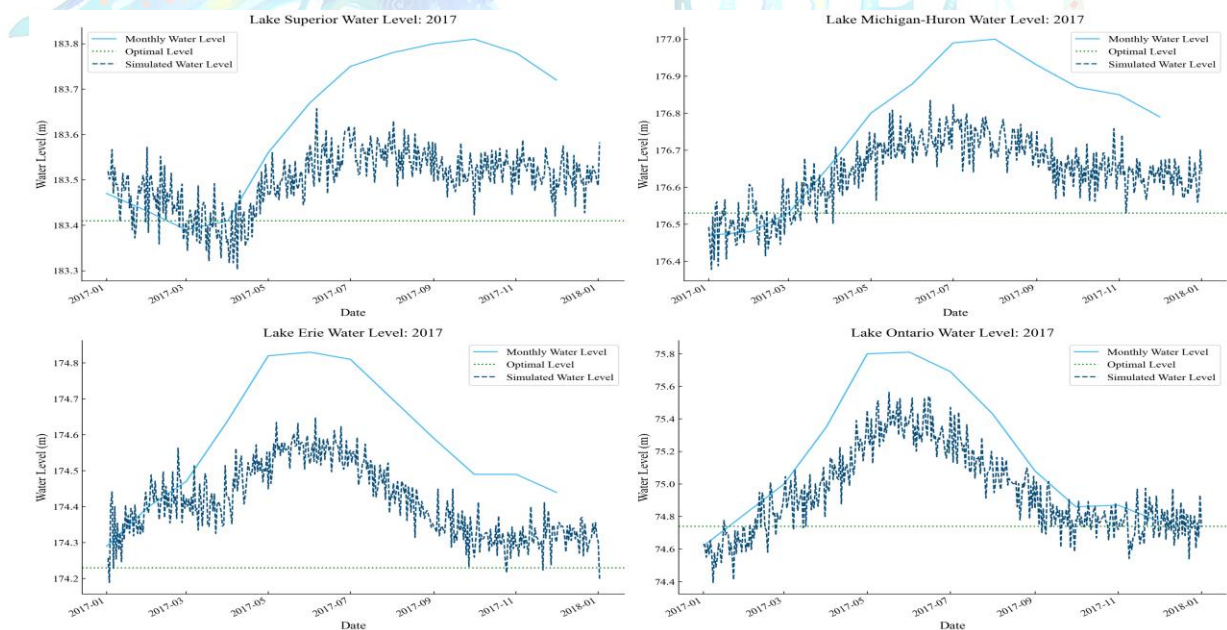 Lake Superior Water Level: 2017
Monthly Water Level
Optimal Level
Simulated Water Level
Water Level (m)
183.8
183.7
183.6
183.5
183.4
183.3
2017-01
2017-03
2017-05
2017-07
2017-09
2017-11
2018-01
Date
Lake Michigan-Huron Water Level: 2017
Monthly Water Level
Optimal Level
Simulated Water Level
Water Level (m)
177.0
176.9
176.8
176.7
176.6
176.5
176.4
2017-01
2017-03
2017-05
2017-07
2017-09
2017-11
2018-01
Date
Lake Erie Water Level: 2017
Monthly Water Level
Optimal Level
Simulated Water Level
Water Level (m)
174.8
174.7
174.6
174.5
174.4
174.3
174.2
2017-01
2017-03
2017-05
2017-07
2017-09
2017-11
2018-01
Date
Lake Ontario Water Level: 2017
Monthly Water Level
Optimal Level
Simulated Water Level
Water Level (m)
75.8
75.6
75.4
75.2
75.0
74.8
74.6
74.4
2017-01
2017-03
2017-05
2017-07
2017-09
2017-11
2018-01
Date